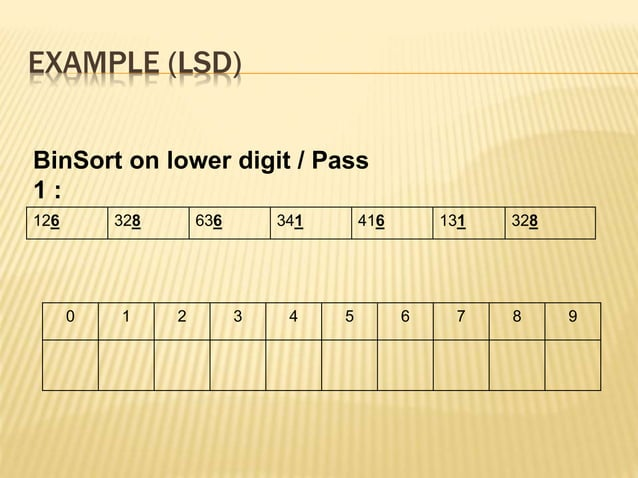 EXAMPLE (LSD)
BinSort on lower digit / Pass
1 :
126 328 636 341 416 131 328
0 1 2 3 4 5 6 7 8 9